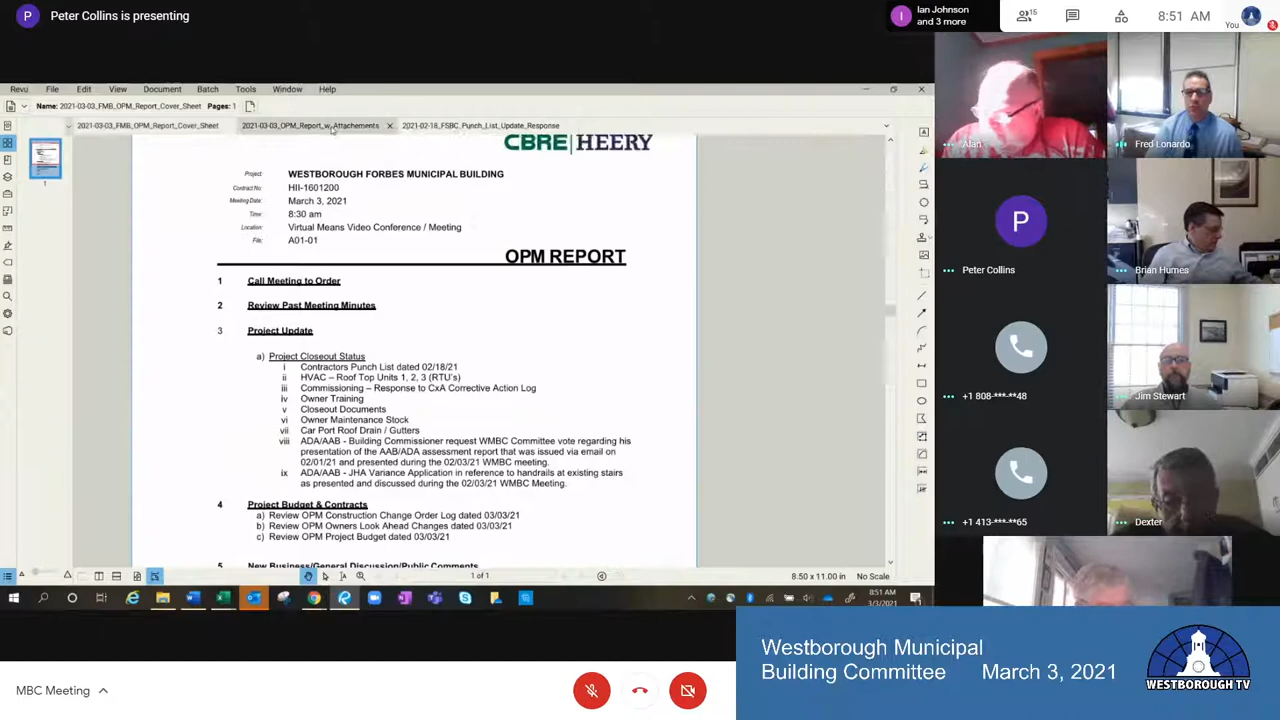 P Peter Collins is presenting
I Ian Johnson
and 3 more
15
8:51 AM
You
Revu File Edit View Document Batch Tools Window Help
Name: 2021-03-03_FMB_OPM_Report_Cover_Sheet Pages: 1
2021-03-03_FMB_OPM_Report_Cover_Sheet 2021-03-03_OPM_Report_w_Attachements 2021-02-18_FSBC_Punch_List_Update_Response
1
CBRE | HEERY
Project: WESTBOROUGH FORBES MUNICIPAL BUILDING
Contract No: HII-1601200
Meeting Date: March 3, 2021
Time: 8:30 am
Location: Virtual Means Video Conference / Meeting
File: A01-01
OPM REPORT
1 Call Meeting to Order
2 Review Past Meeting Minutes
3 Project Update
a) Project Closeout Status
i Contractors Punch List dated 02/18/21
ii HVAC – Roof Top Units 1, 2, 3 (RTU's)
iii Commissioning – Response to CxA Corrective Action Log
iv Owner Training
v Closeout Documents
vi Owner Maintenance Stock
vii Car Port Roof Drain / Gutters
viii ADA/AAB - Building Commissioner request WMBC Committee vote regarding his
presentation of the AAB/ADA assessment report that was issued via email on
02/01/21 and presented during the 02/03/21 WMBC meeting.
ix ADA/AAB - JHA Variance Application in reference to handrails at existing stairs
as presented and discussed during the 02/03/21 WMBC Meeting.
4 Project Budget & Contracts
a) Review OPM Construction Change Order Log dated 03/03/21
b) Review OPM Owners Look Ahead Changes dated 03/03/21
c) Review OPM Project Budget dated 03/03/21
5 New Business/General Discussion/Public Comments
1 of 1
8.50 x 11.00 in No Scale
8:51 AM
3/3/2021
Alan
Fred Lonardo
P
Peter Collins
Brian Humes
+1 808-***-**48
Jim Stewart
+1 413-***-**65
Dexter
MBC Meeting
Westborough Municipal
Building Committee March 3, 2021
WESTBOROUGH TV